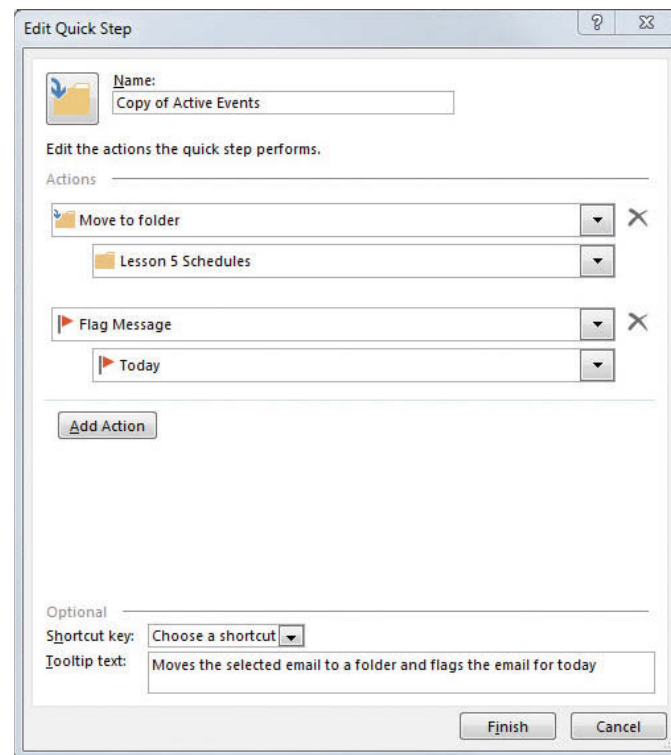 Edit Quick Step
?
Name:
Copy of Active Events
Edit the actions the quick step performs.
Actions
Move to folder
Lesson 5 Schedules
Flag Message
Today
Add Action
Optional
Shortcut key: Choose a shortcut
Tooltip text: Moves the selected email to a folder and flags the email for today
Finish Cancel